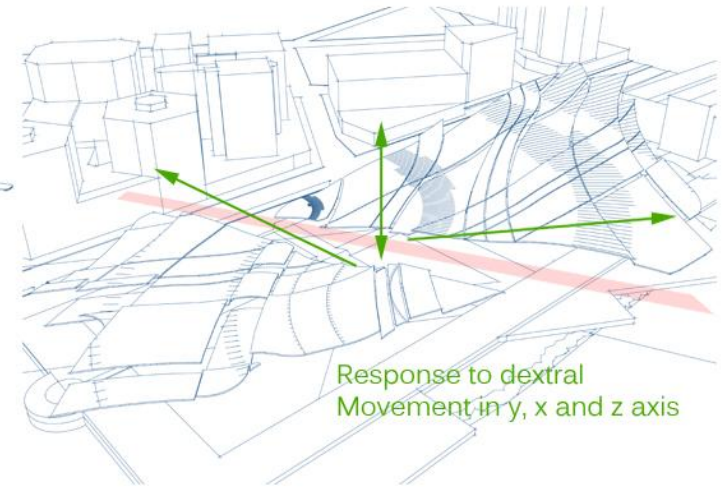 Response to dextral
Movement in y, x and z axis